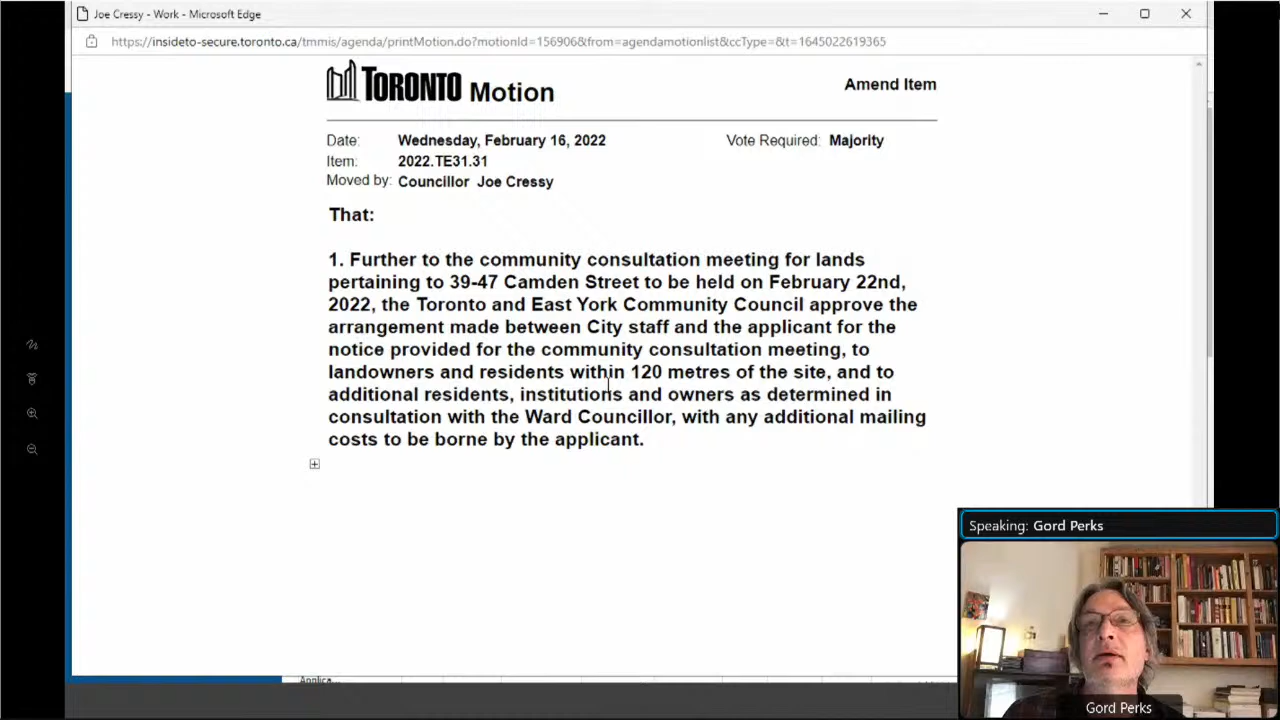 Joe Cressy - Work - Microsoft Edge
https://insideto-secure.toronto.ca/tmmis/agenda/printMotion.do?motionId=156906&from=agendamotionlist&ccType=&t=1645022619365
TORONTO Motion
Amend Item
Date: Wednesday, February 16, 2022
Vote Required: Majority
Item: 2022.TE31.31
Moved by: Councillor Joe Cressy
That:
1. Further to the community consultation meeting for lands
pertaining to 39-47 Camden Street to be held on February 22nd,
2022, the Toronto and East York Community Council approve the
arrangement made between City staff and the applicant for the
notice provided for the community consultation meeting, to
landowners and residents within 120 metres of the site, and to
additional residents, institutions and owners as determined in
consultation with the Ward Councillor, with any additional mailing
costs to be borne by the applicant.
Speaking: Gord Perks
Applica...
Gord Perks